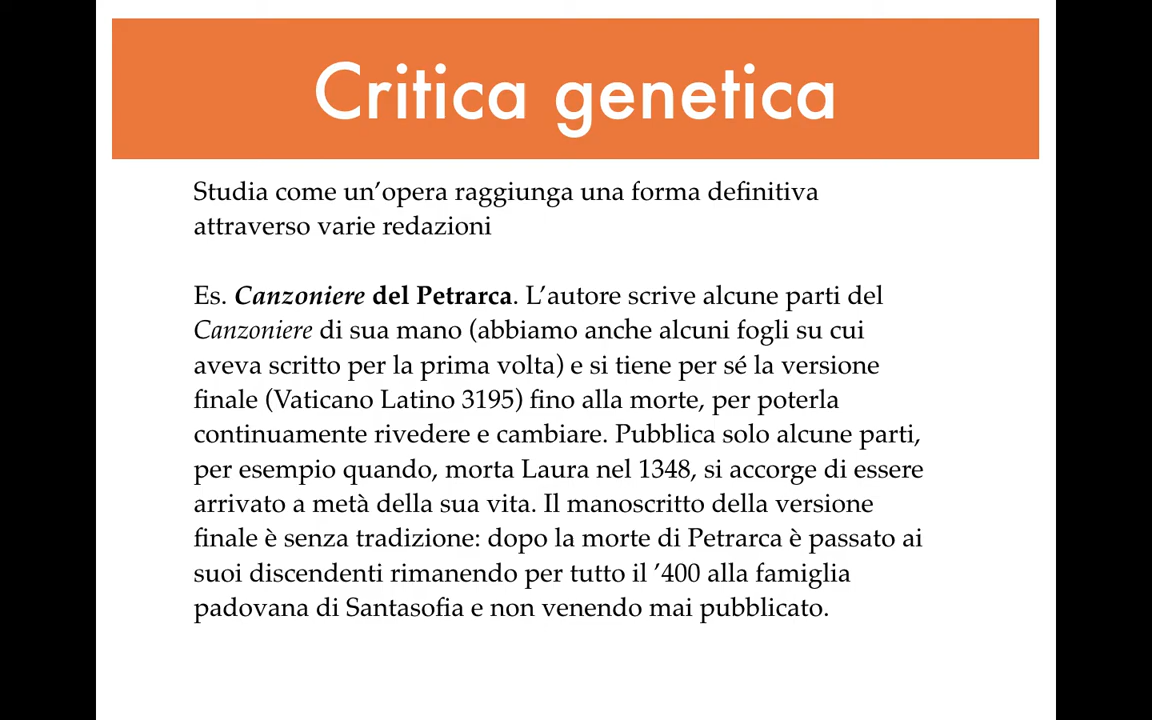 Critica genetica
Studia come un’opera raggiunga una forma definitiva
attraverso varie redazioni
Es. Canzoniere del Petrarca. L’autore scrive alcune parti del
Canzoniere di sua mano (abbiamo anche alcuni fogli su cui
aveva scritto per la prima volta) e si tiene per sé la versione
finale (Vaticano Latino 3195) fino alla morte, per poterla
continuamente rivedere e cambiare. Pubblica solo alcune parti,
per esempio quando, morta Laura nel 1348, si accorge di essere
arrivato a metà della sua vita. Il manoscritto della versione
finale è senza tradizione: dopo la morte di Petrarca è passato ai
suoi discendenti rimanendo per tutto il ’400 alla famiglia
padovana di Santasofia e non venendo mai pubblicato.